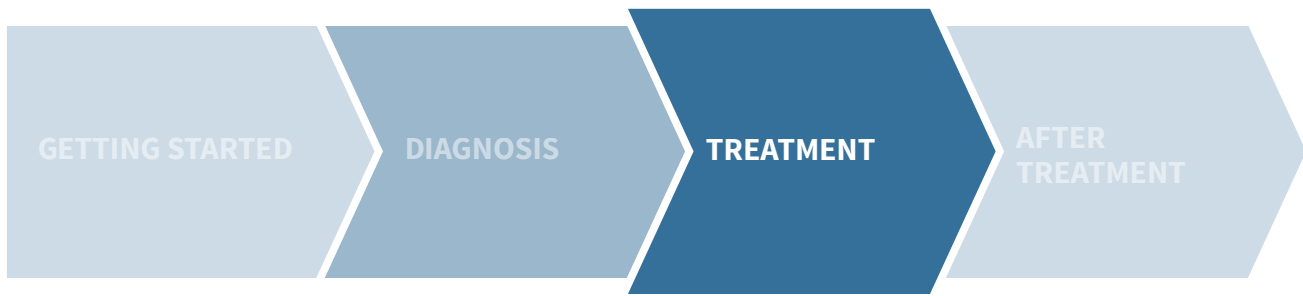 GETTING STARTED
DIAGNOSIS
TREATMENT
AFTER
TREATMENT